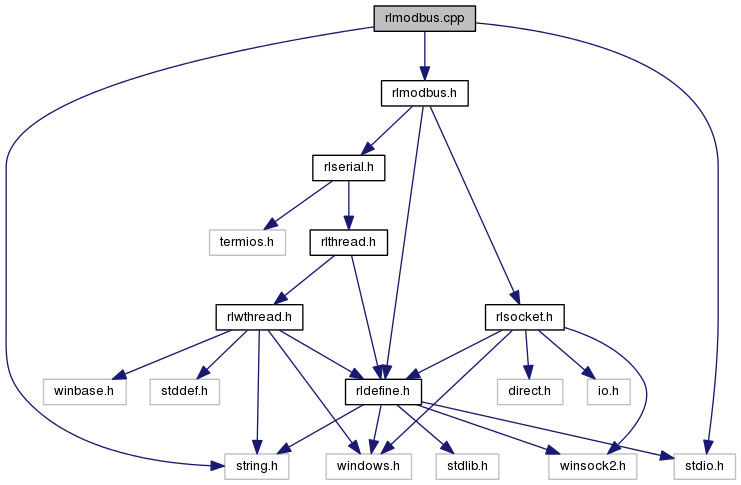 rlmodbus.cpp
rlmodbus.h
rlserial.h
termios.h
rlthread.h
rlwthread.h
rlsocket.h
winbase.h
stddef.h
rldefine.h
direct.h
io.h
string.h
windows.h
stdlib.h
winsock2.h
stdio.h